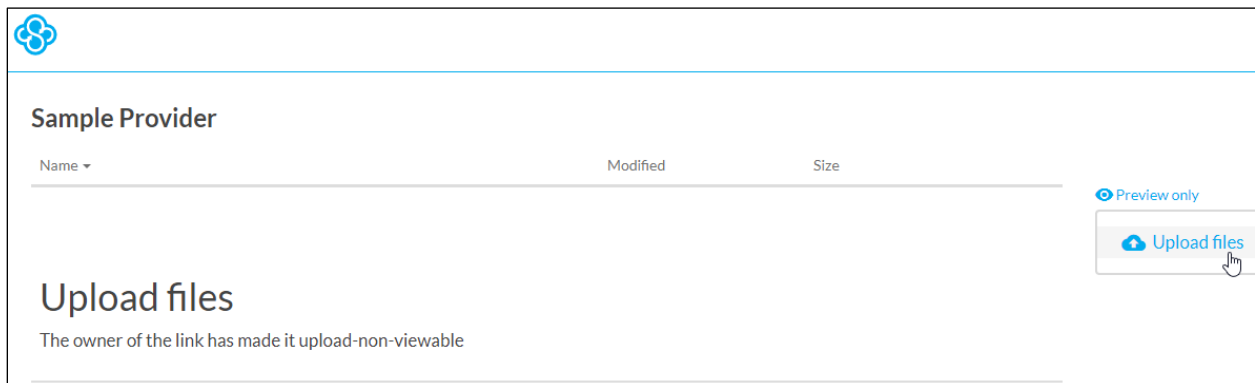 Sample Provider
Name Modified Size
Preview only
Upload files
Upload files
The owner of the link has made it upload-non-viewable